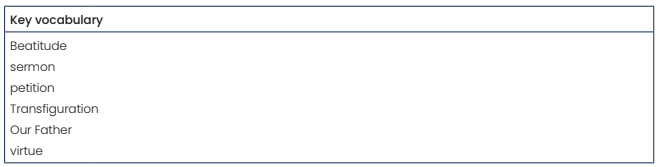 Key vocabulary
Beatitude
sermon
petition
Transfiguration
Our Father
virtue